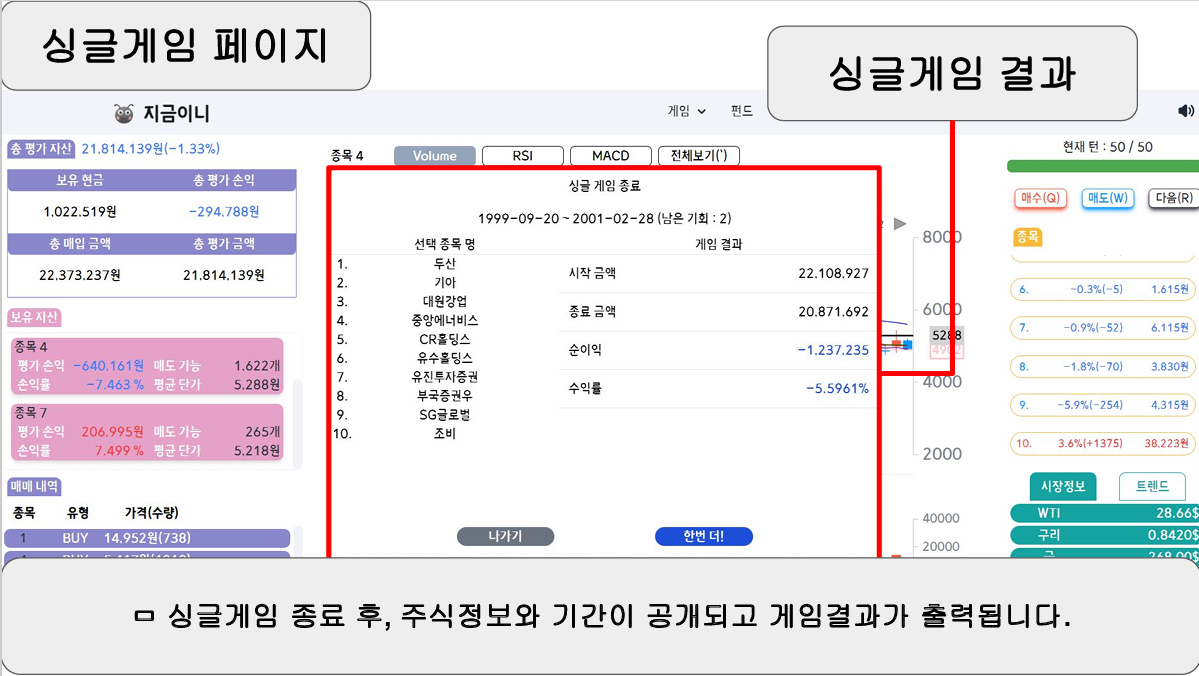 싱글게임 페이지
싱글게임 결과
지금이니
게임
펀드
총 평가 자산 21.814.139원(-1.33%)
보유 현금 총 평가 손익
1.022.519원 -294.788원
총 매입 금액 총 평가 금액
22.373.237원 21.814.139원
보유 자산
종목 4
평가 손익 -640.161원 매도 가능 1.622개
손익률 -7.463 % 평균 단가 5.288원
종목 7
평가 손익 206.995원 매도 가능 265개
손익률 7.499 % 평균 단가 5.218원
매매 내역
종목 유형 가격(수량)
1 BUY 14.952원(738)
종목 4 Volume RSI MACD 전체보기(`)
싱글 게임 종료
1999-09-20 ~ 2001-02-28 (남은 기회 : 2)
선택 종목 명 게임 결과
1. 두산
2. 기아
3. 대원강업
4. 중앙에너비스
5. CR홀딩스
6. 유수홀딩스
7. 유진투자증권
8. 부국증권우
9. SG글로벌
10. 조비
시작 금액 22.108.927
종료 금액 20.871.692
순이익 -1.237.235
수익률 -5.5961%
나가기 한번 더!
8000
6000
5288
4000
2000
40000
20000
현재 턴 : 50 / 50
매수(Q) 매도(W) 다음(R)
종목
6. -0.3%(-5) 1.615원
7. -0.9%(-52) 6.115원
8. -1.8%(-70) 3.830원
9. -5.9%(-254) 4.315원
10. 3.6%(+1375) 38.223원
시장정보 트렌드
WTI 28.66$
구리 0.8420$
금 268.00$
ㅁ 싱글게임 종료 후, 주식정보와 기간이 공개되고 게임결과가 출력됩니다.